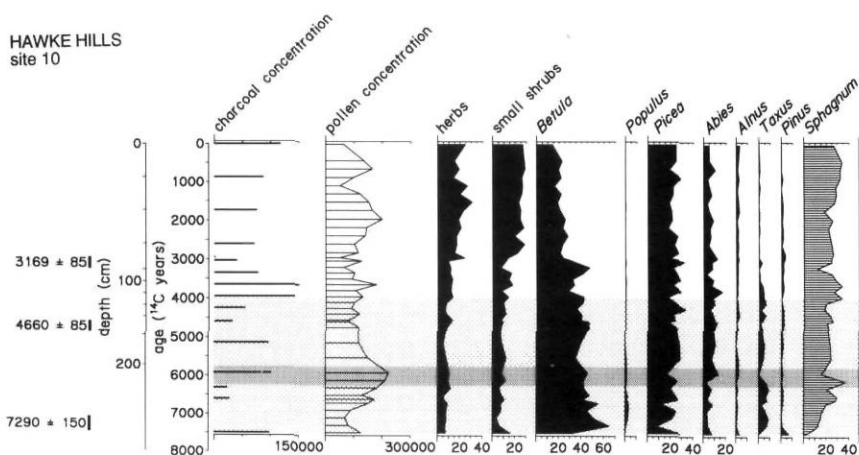 HAWKE HILLS
site 10
charcoal concentration
pollen concentration
herbs
small shrubs
Betula
Populus
Picea
Abies
Alnus
Taxus
Pinus
Sphagnum
depth (cm)
age (14C years)
0
100
200
3169 ± 85
4660 ± 85
7290 ± 150
0
1000
2000
3000
4000
5000
6000
7000
8000
150000
300000
20 40
20
20 40 60
20
20
20 40